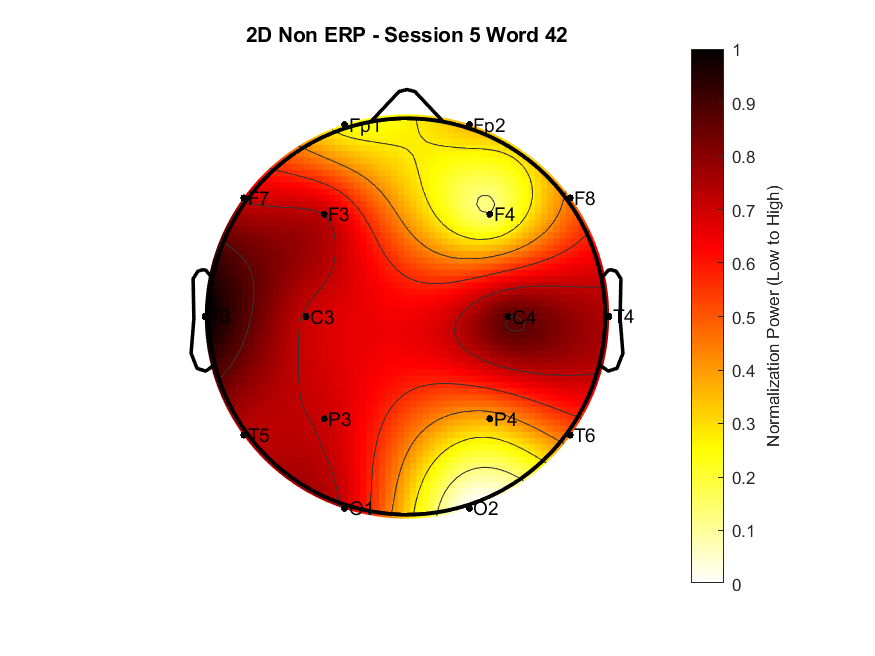 2D Non ERP - Session 5 Word 42
Fp1 Fp2
F7 F8
F3 F4
T3 C3 C4 T4
P3 P4
T5 T6
O1 O2
1
0.9
0.8
0.7
0.6
0.5
0.4
0.3
0.2
0.1
0
Normalization Power (Low to High)